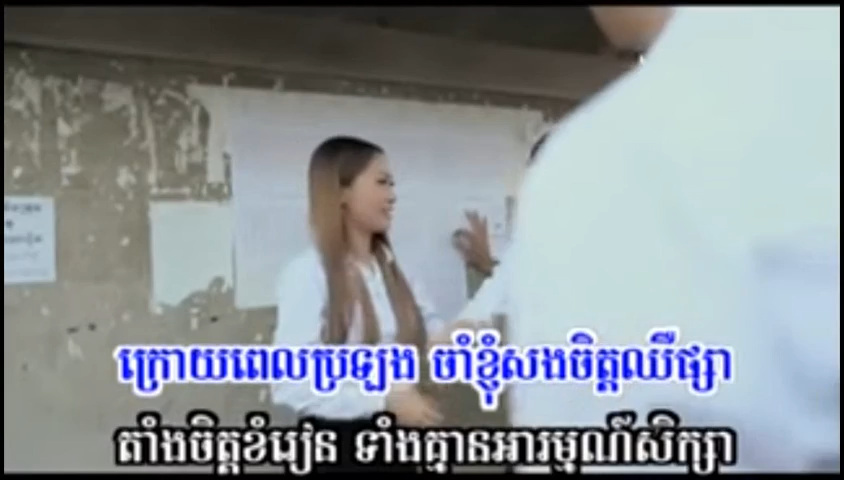 ក្រោយពេលប្រឡង ចាំខ្ញុំសងចិត្តឈឺផ្សា
តាំងចិត្តខំរៀន ទាំងគ្មានអារម្មណ៍សិក្សា